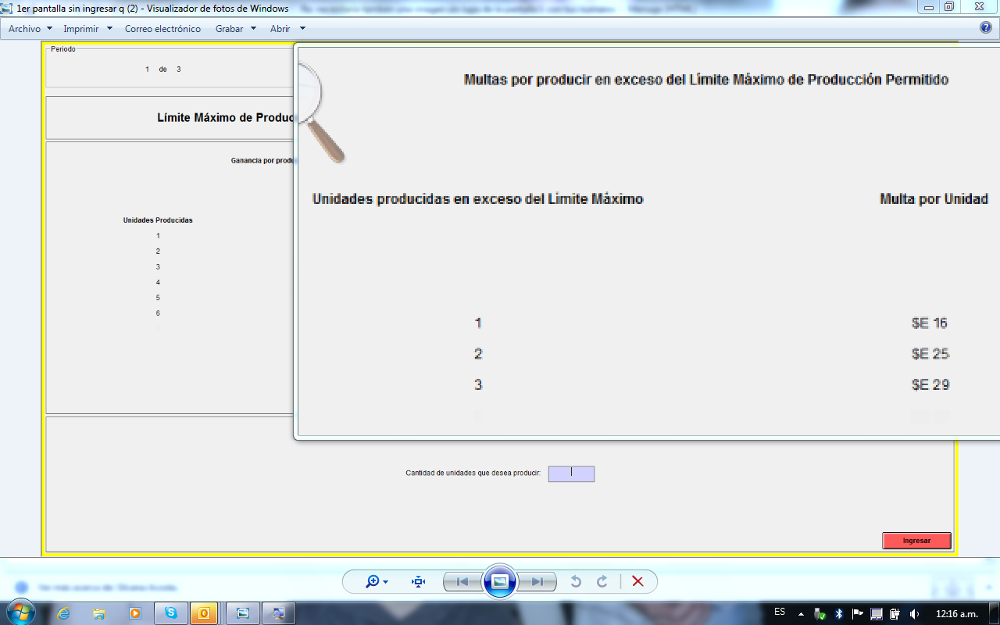 1er pantalla sin ingresar q (2) - Visualizador de fotos de Windows
Archivo Imprimir Correo electrónico Grabar Abrir
Periodo
1 de 3
Límite Máximo de Produc
Ganancia por produ
Unidades Producidas
1
2
3
4
5
6
Multas por producir en exceso del Límite Máximo de Producción Permitido
Unidades producidas en exceso del Límite Máximo Multa por Unidad
1 $E 16
2 $E 25
3 $E 29
Cantidad de unidades que desea producir:
Ingresar
ES 12:16 a.m.